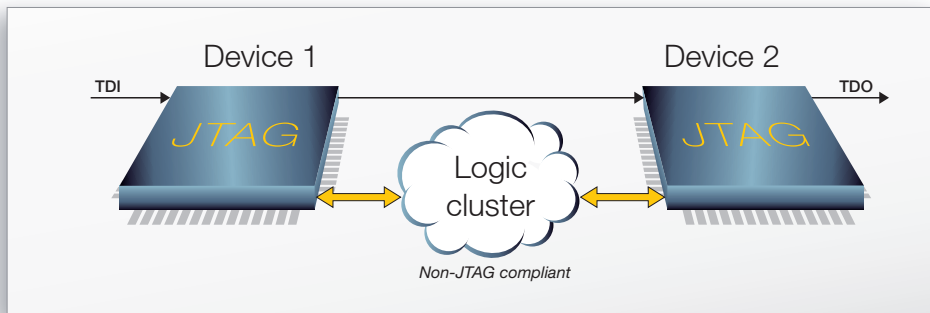 Device 1
Device 2
TDI
TDO
JTAG
JTAG
Logic
cluster
Non-JTAG compliant